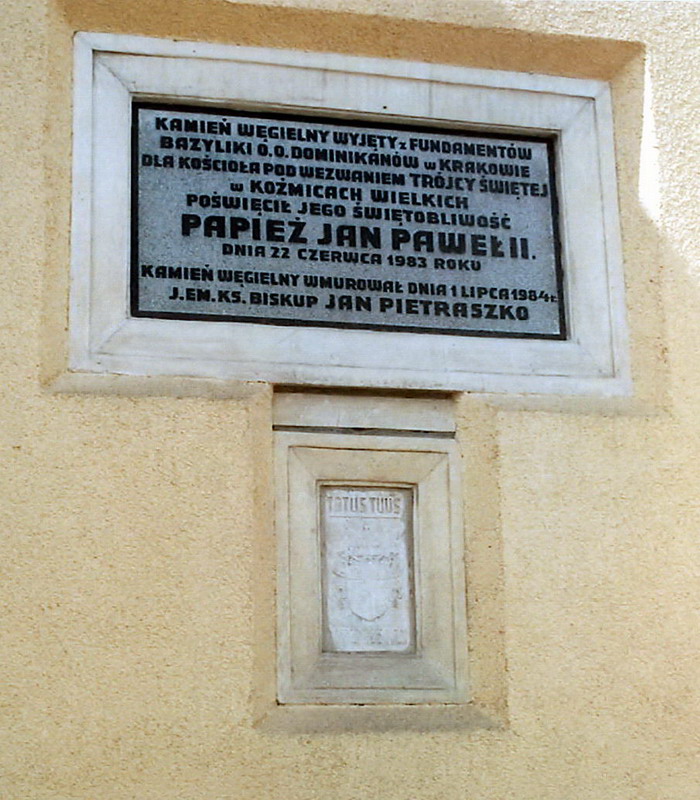 KAMIEŃ WĘGIELNY WYJĘTY z FUNDAMENTÓW
BAZYLIKI O.O. DOMINIKANÓW w KRAKOWIE
DLA KOŚCIOŁA POD WEZWANIEM TRÓJCY ŚWIĘTEJ
w KOŹMICACH WIELKICH
POŚWIĘCIŁ JEGO ŚWIĘTOBLIWOŚĆ
PAPIEŻ JAN PAWEŁ II.
DNIA 22 CZERWCA 1983 ROKU
KAMIEŃ WĘGIELNY WMUROWAŁ DNIA 1 LIPCA 1984r.
J.EM. KS. BISKUP JAN PIETRASZKO
TOTUS TUUS